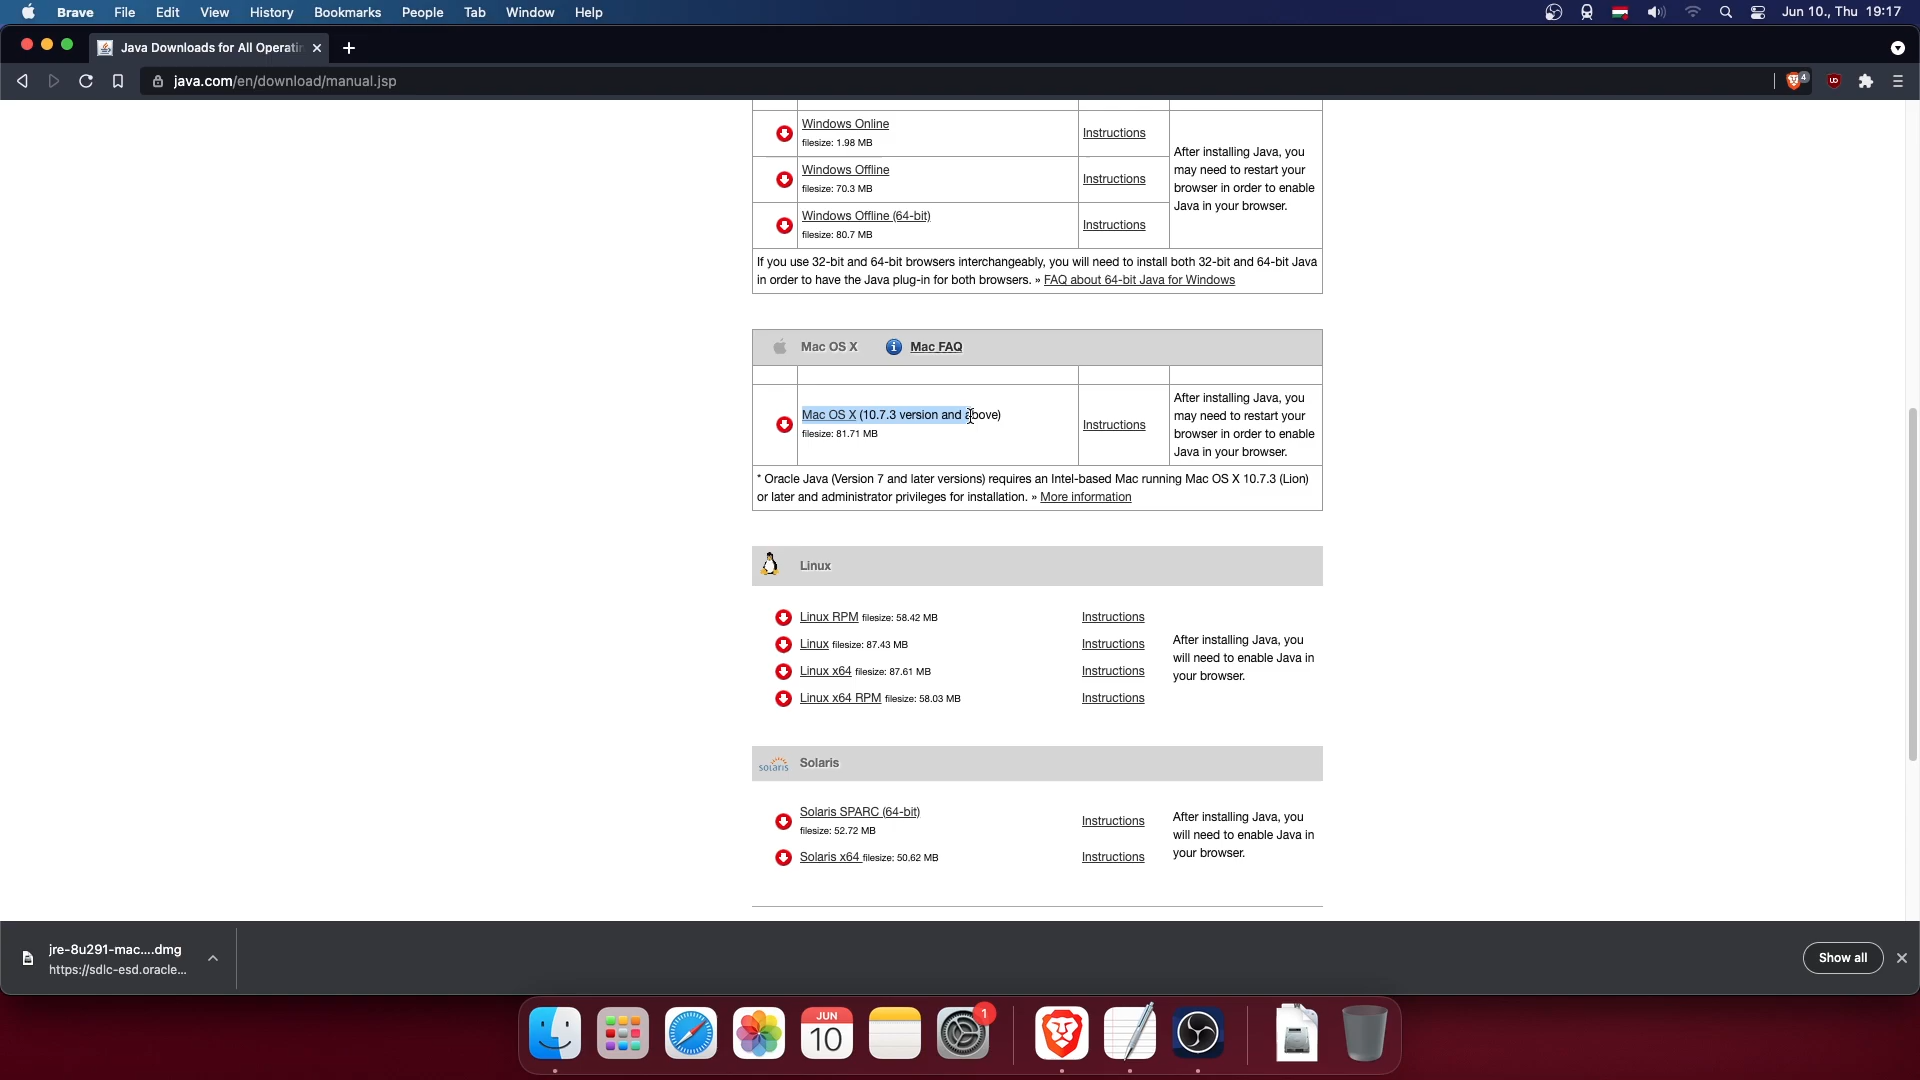 Brave File Edit View History Bookmarks People Tab Window Help Jun 10., Thu 19:17
Java Downloads for All Operatin
java.com/en/download/manual.jsp 4
Windows Online
filesize: 1.98 MB
Instructions
Windows Offline
filesize: 70.3 MB
Instructions
Windows Offline (64-bit)
filesize: 80.7 MB
Instructions
After installing Java, you
may need to restart your
browser in order to enable
Java in your browser.
If you use 32-bit and 64-bit browsers interchangeably, you will need to install both 32-bit and 64-bit Java
in order to have the Java plug-in for both browsers. » FAQ about 64-bit Java for Windows
Mac OS X Mac FAQ
Mac OS X (10.7.3 version and above)
filesize: 81.71 MB
Instructions
After installing Java, you
may need to restart your
browser in order to enable
Java in your browser.
* Oracle Java (Version 7 and later versions) requires an Intel-based Mac running Mac OS X 10.7.3 (Lion)
or later and administrator privileges for installation. » More information
Linux
Linux RPM filesize: 58.42 MB Instructions
Linux filesize: 87.43 MB Instructions
Linux x64 filesize: 87.61 MB Instructions
Linux x64 RPM filesize: 58.03 MB Instructions
After installing Java, you
will need to enable Java in
your browser.
solaris Solaris
Solaris SPARC (64-bit)
filesize: 52.72 MB
Instructions
Solaris x64 filesize: 50.62 MB Instructions
After installing Java, you
will need to enable Java in
your browser.
jre-8u291-mac....dmg
https://sdlc-esd.oracle...
Show all
JUN
10
1